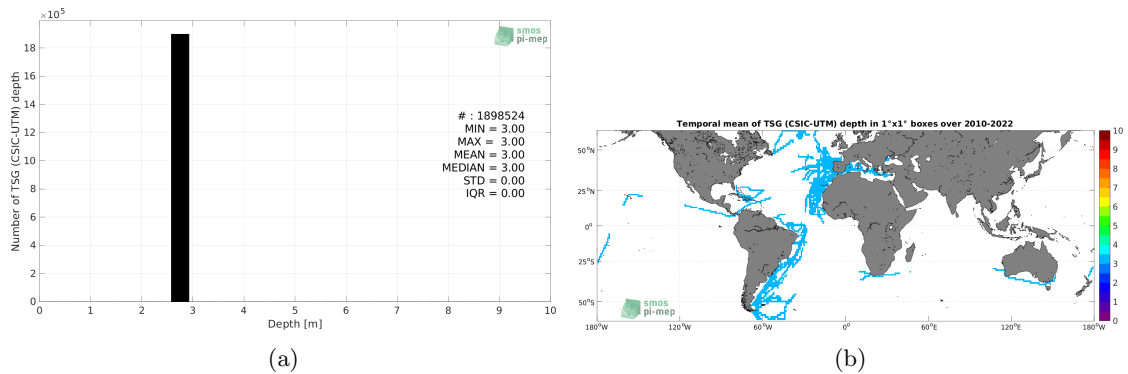 ×10⁵
18
16
14
12
10
8
6
4
2
0
Number of TSG (CSIC-UTM) depth
smos
pi-mep
# : 1898524
MIN = 3.00
MAX = 3.00
MEAN = 3.00
MEDIAN = 3.00
STD = 0.00
IQR = 0.00
0 1 2 3 4 5 6 7 8 9 10
Depth [m]
(a)
Temporal mean of TSG (CSIC-UTM) depth in 1°x1° boxes over 2010-2022
50°N
25°N
0°
25°S
50°S
smos
pi-mep
180°W 120°W 60°W 0° 60°E 120°E 180°W
10
9
8
7
6
5
4
3
2
1
0
(b)